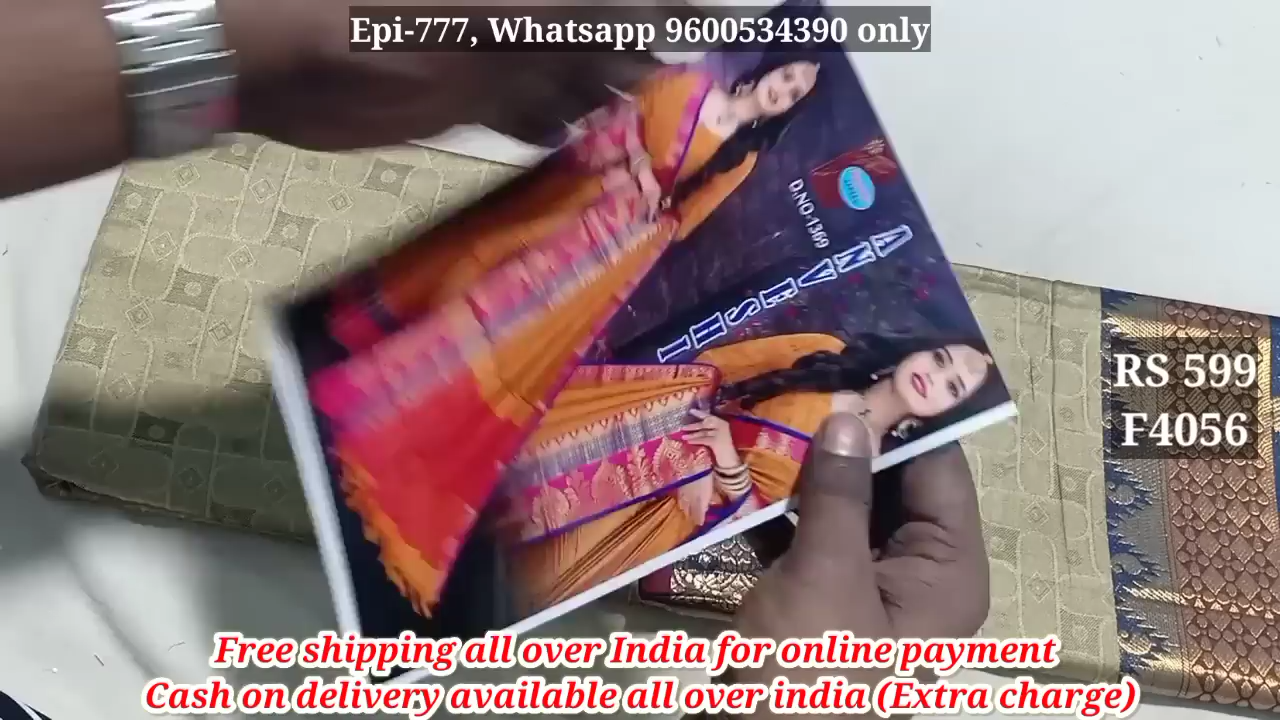 Epi-777, Whatsapp 9600534390 only
D.NO-1369
ANVESHI
RS 599
F4056
Free shipping all over India for online payment
Cash on delivery available all over india (Extra charge)